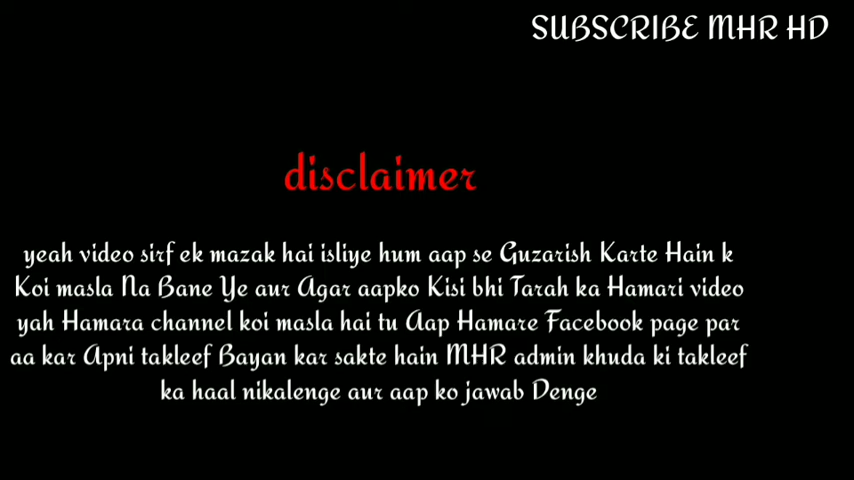 SUBSCRIBE MHR HD
disclaimer
yeah video sirf ek mazak hai isliye hum aap se Guzarish Karte Hain k
Koi masla Na Bane Ye aur Agar aapko Kisi bhi Tarah ka Hamari video
yah Hamara channel koi masla hai tu Aap Hamare Facebook page par
aa kar Apni takleef Bayan kar sakte hain MHR admin khuda ki takleef
ka haal nikalenge aur aap ko jawab Denge